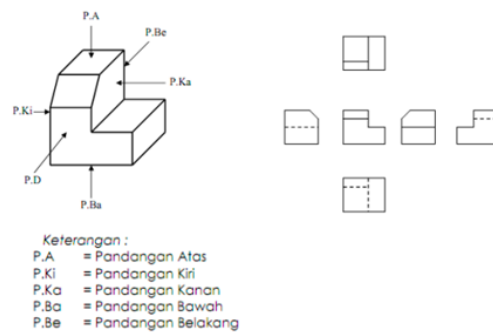 P.A
P.Be
P.Ka
P.Ki
P.D
P.Ba
Keterangan :
P.A = Pandangan Atas
P.Ki = Pandangan Kiri
P.Ka = Pandangan Kanan
P.Ba = Pandangan Bawah
P.Be = Pandangan Belakang